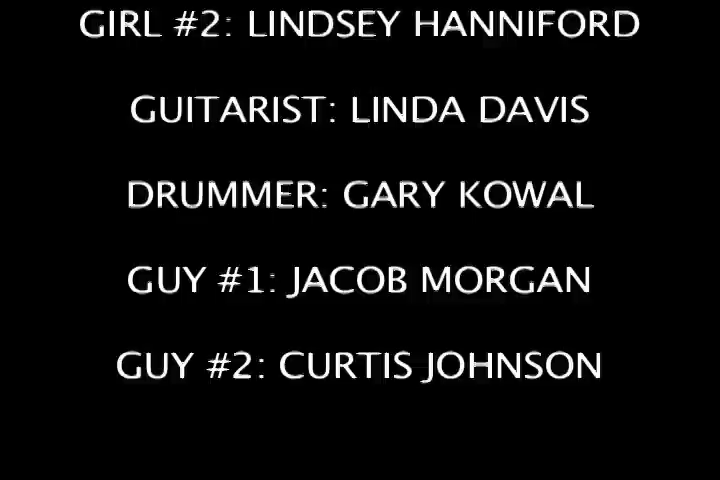 GIRL #2: LINDSEY HANNIFORD
GUITARIST: LINDA DAVIS
DRUMMER: GARY KOWAL
GUY #1: JACOB MORGAN
GUY #2: CURTIS JOHNSON